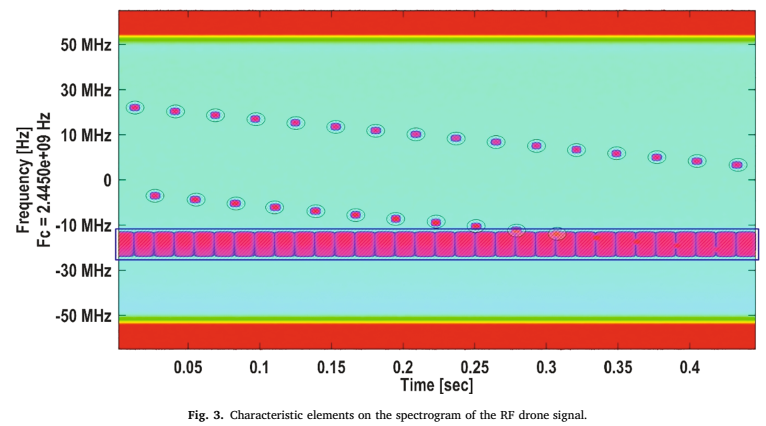 50 MHz
30 MHz
10 MHz
0
-10 MHz
-30 MHz
-50 MHz
Frequency [Hz]
Fc = 2.4450e+09 Hz
0.05 0.1 0.15 0.2 0.25 0.3 0.35 0.4
Time [sec]
Fig. 3. Characteristic elements on the spectrogram of the RF drone signal.